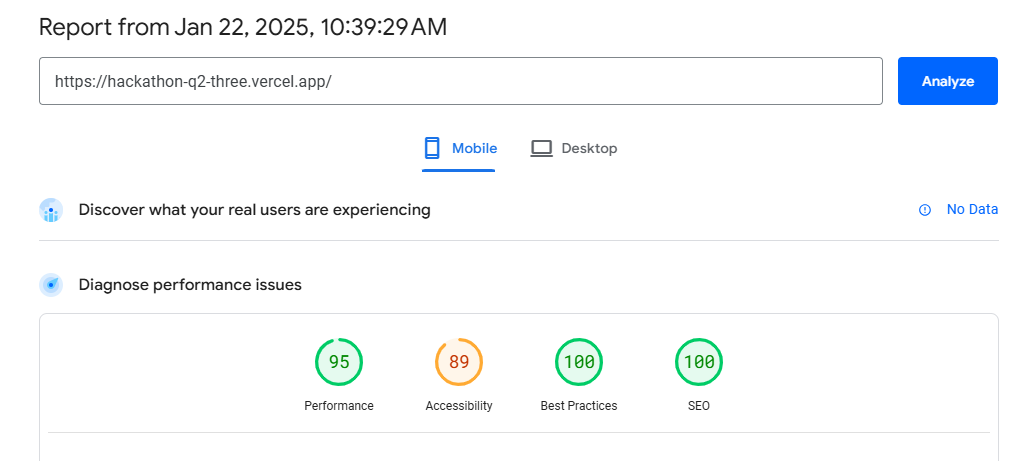 Report from Jan 22, 2025, 10:39:29 AM
https://hackathon-q2-three.vercel.app/
Analyze
Mobile
Desktop
Discover what your real users are experiencing
No Data
Diagnose performance issues
95
89
100
100
Performance
Accessibility
Best Practices
SEO